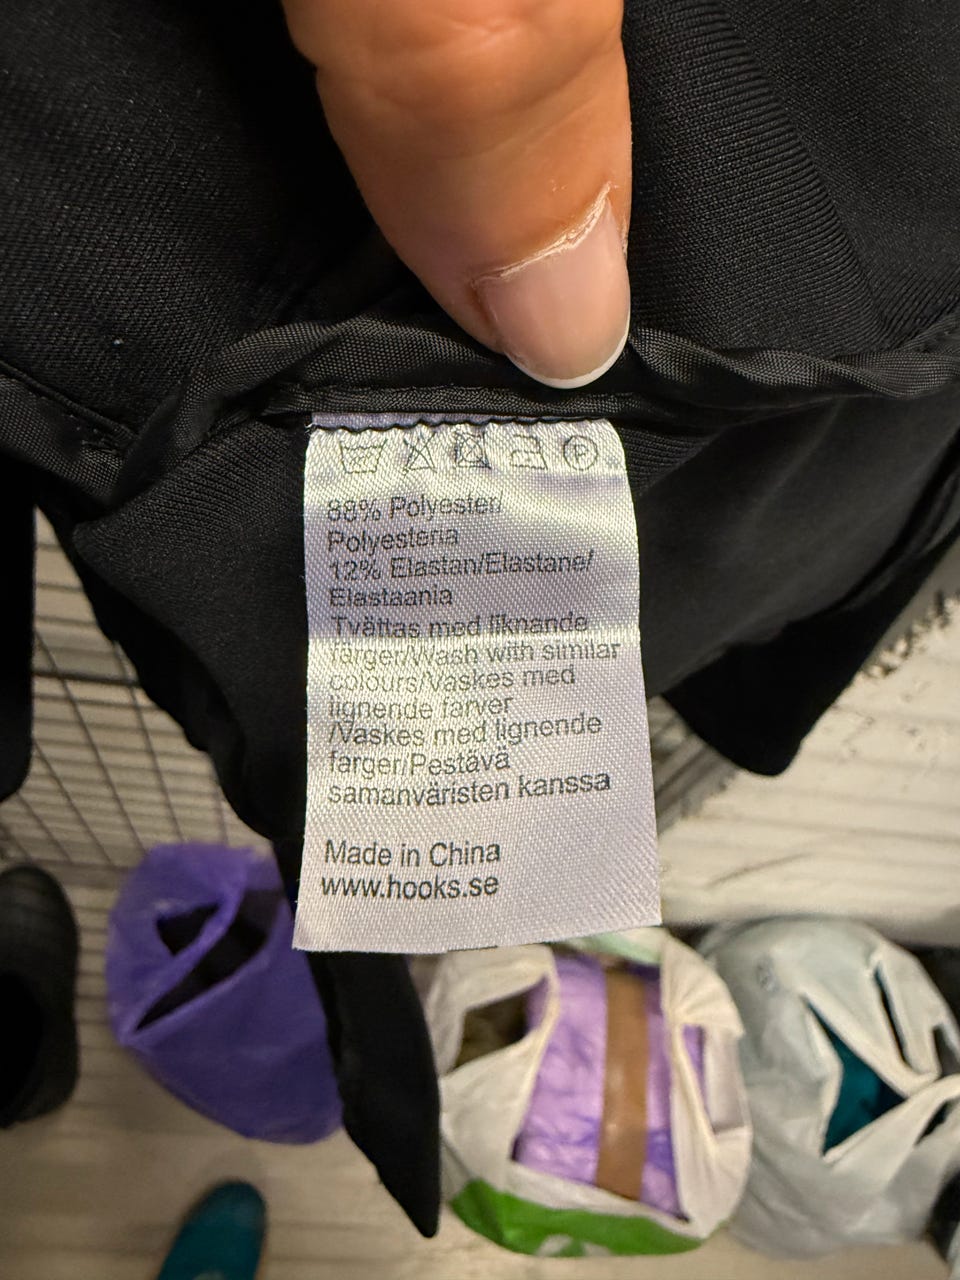 P
88% Polyester/
Polyesteria
12% Elastan/Elastane/
Elastaania
Tvättas med liknande
färger/Wash with similar
colours/Vaskes med
lignende farver
/Vaskes med lignende
farger/Pestävä
samanväristen kanssa
Made in China
www.hooks.se